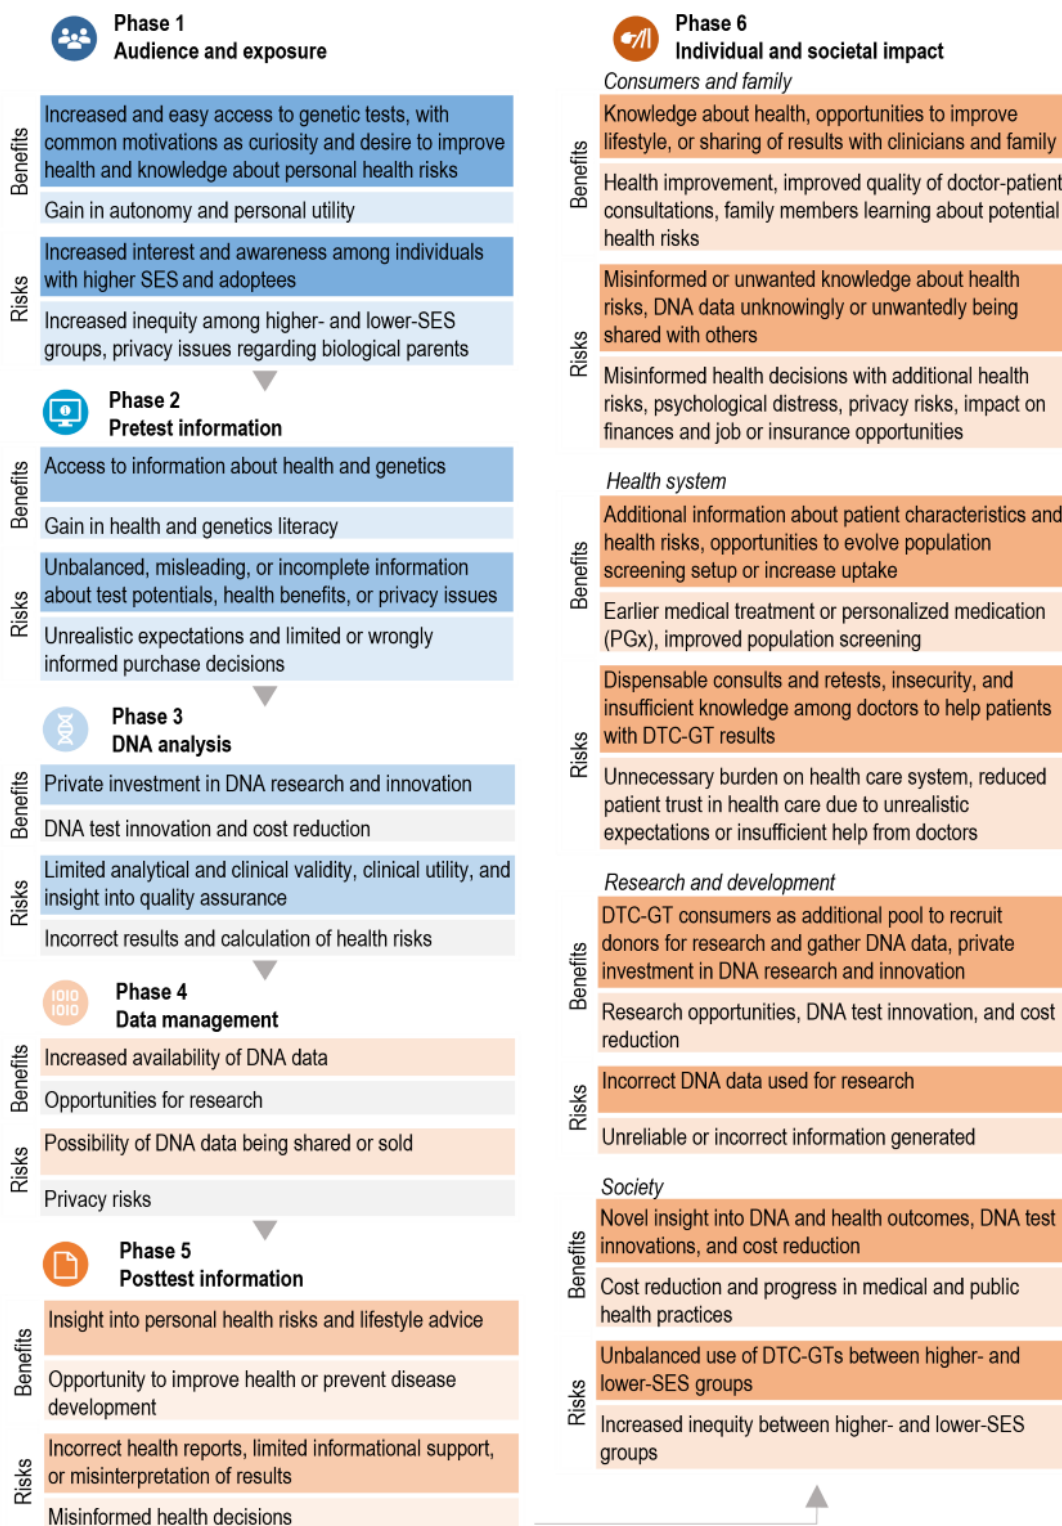 Phase 1
Audience and exposure
Benefits
Increased and easy access to genetic tests, with
common motivations as curiosity and desire to improve
health and knowledge about personal health risks
Gain in autonomy and personal utility
Risks
Increased interest and awareness among individuals
with higher SES and adoptees
Increased inequity among higher- and lower-SES
groups, privacy issues regarding biological parents
Phase 2
Pretest information
Benefits
Access to information about health and genetics
Gain in health and genetics literacy
Risks
Unbalanced, misleading, or incomplete information
about test potentials, health benefits, or privacy issues
Unrealistic expectations and limited or wrongly
informed purchase decisions
Phase 3
DNA analysis
Benefits
Private investment in DNA research and innovation
DNA test innovation and cost reduction
Risks
Limited analytical and clinical validity, clinical utility, and
insight into quality assurance
Incorrect results and calculation of health risks
1010
1010
Phase 4
Data management
Benefits
Increased availability of DNA data
Opportunities for research
Risks
Possibility of DNA data being shared or sold
Privacy risks
Phase 5
Posttest information
Benefits
Insight into personal health risks and lifestyle advice
Opportunity to improve health or prevent disease
development
Risks
Incorrect health reports, limited informational support,
or misinterpretation of results
Misinformed health decisions
Phase 6
Individual and societal impact
Consumers and family
Benefits
Knowledge about health, opportunities to improve
lifestyle, or sharing of results with clinicians and family
Health improvement, improved quality of doctor-patient
consultations, family members learning about potential
health risks
Risks
Misinformed or unwanted knowledge about health
risks, DNA data unknowingly or unwantedly being
shared with others
Misinformed health decisions with additional health
risks, psychological distress, privacy risks, impact on
finances and job or insurance opportunities
Health system
Benefits
Additional information about patient characteristics and
health risks, opportunities to evolve population
screening setup or increase uptake
Earlier medical treatment or personalized medication
(PGx), improved population screening
Risks
Dispensable consults and retests, insecurity, and
insufficient knowledge among doctors to help patients
with DTC-GT results
Unnecessary burden on health care system, reduced
patient trust in health care due to unrealistic
expectations or insufficient help from doctors
Research and development
Benefits
DTC-GT consumers as additional pool to recruit
donors for research and gather DNA data, private
investment in DNA research and innovation
Research opportunities, DNA test innovation, and cost
reduction
Risks
Incorrect DNA data used for research
Unreliable or incorrect information generated
Society
Benefits
Novel insight into DNA and health outcomes, DNA test
innovations, and cost reduction
Cost reduction and progress in medical and public
health practices
Risks
Unbalanced use of DTC-GTs between higher- and
lower-SES groups
Increased inequity between higher- and lower-SES
groups